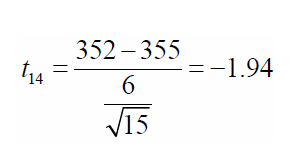 t₁₄ = (352 − 355) / (6 / √15) = −1.94